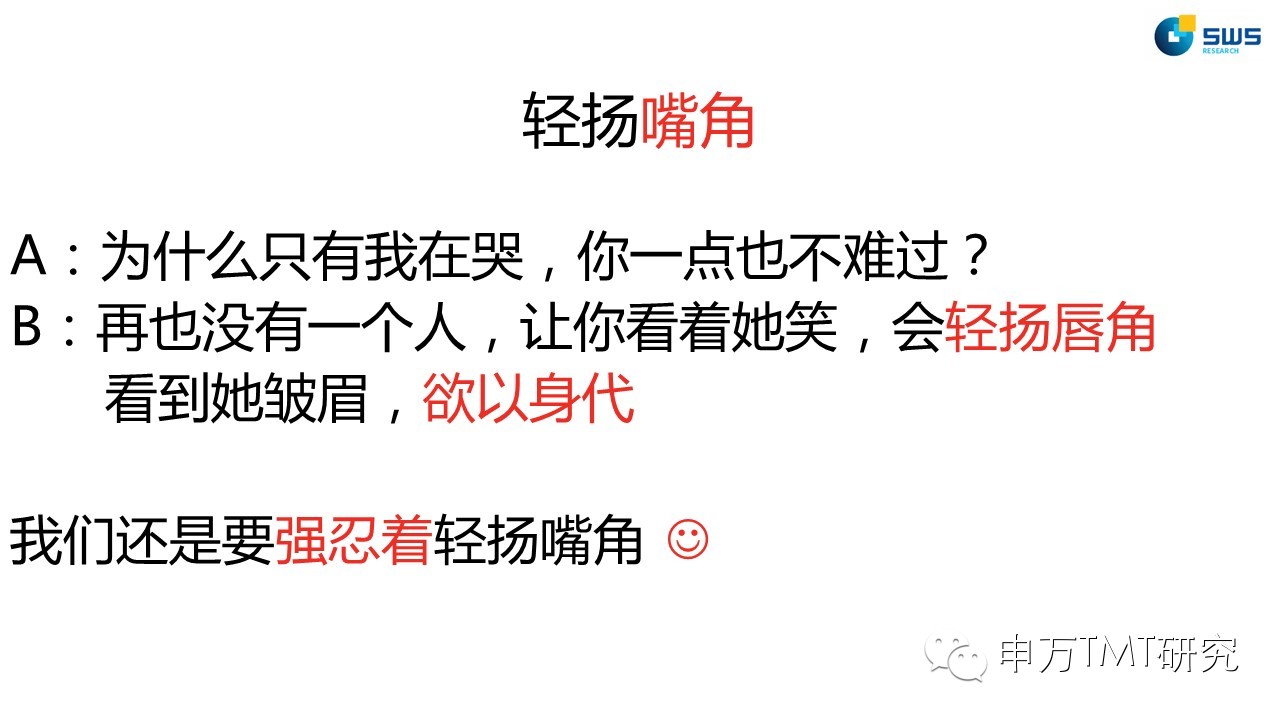 SWS
RESEARCH
轻扬嘴角
A：为什么只有我在哭，你一点也不难过？
B：再也没有一个人，让你看着她笑，会轻扬唇角
看到她皱眉，欲以身代
我们还是要强忍着轻扬嘴角 ☺
申万TMT研究